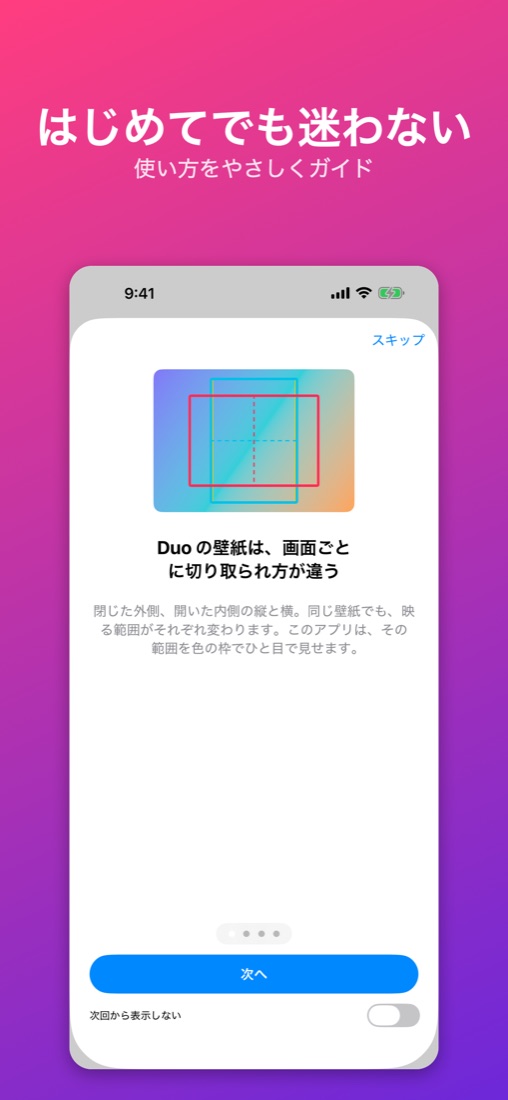 はじめてでも迷わない
使い方をやさしくガイド
9:41
スキップ
Duo の壁紙は、画面ごと
に切り取られ方が違う
閉じた外側、開いた内側の縦と横。同じ壁紙でも、映
る範囲がそれぞれ変わります。このアプリは、その
範囲を色の枠でひと目で見せます。
次へ
次回から表示しない